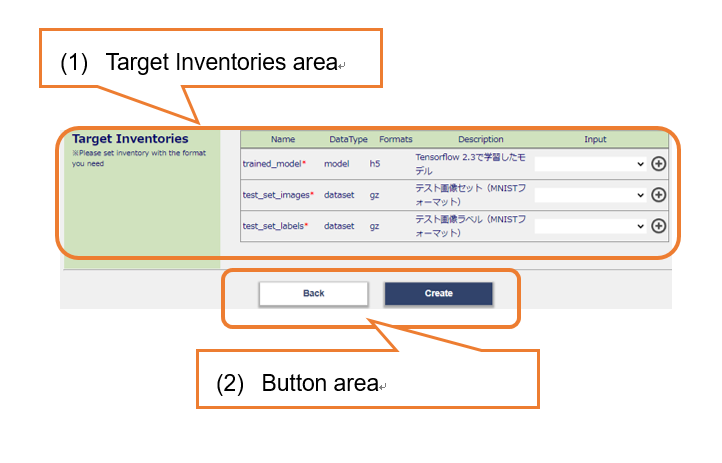 (1) Target Inventories area
Target Inventories
※Please set inventory with the format
you need
Name DataType Formats Description Input
trained_model* model h5 Tensorflow 2.3で学習したモ
デル
test_set_images* dataset gz テスト画像セット（MNISTフ
ォーマット）
test_set_labels* dataset gz テスト画像ラベル（MNISTフ
ォーマット）
Back Create
(2) Button area